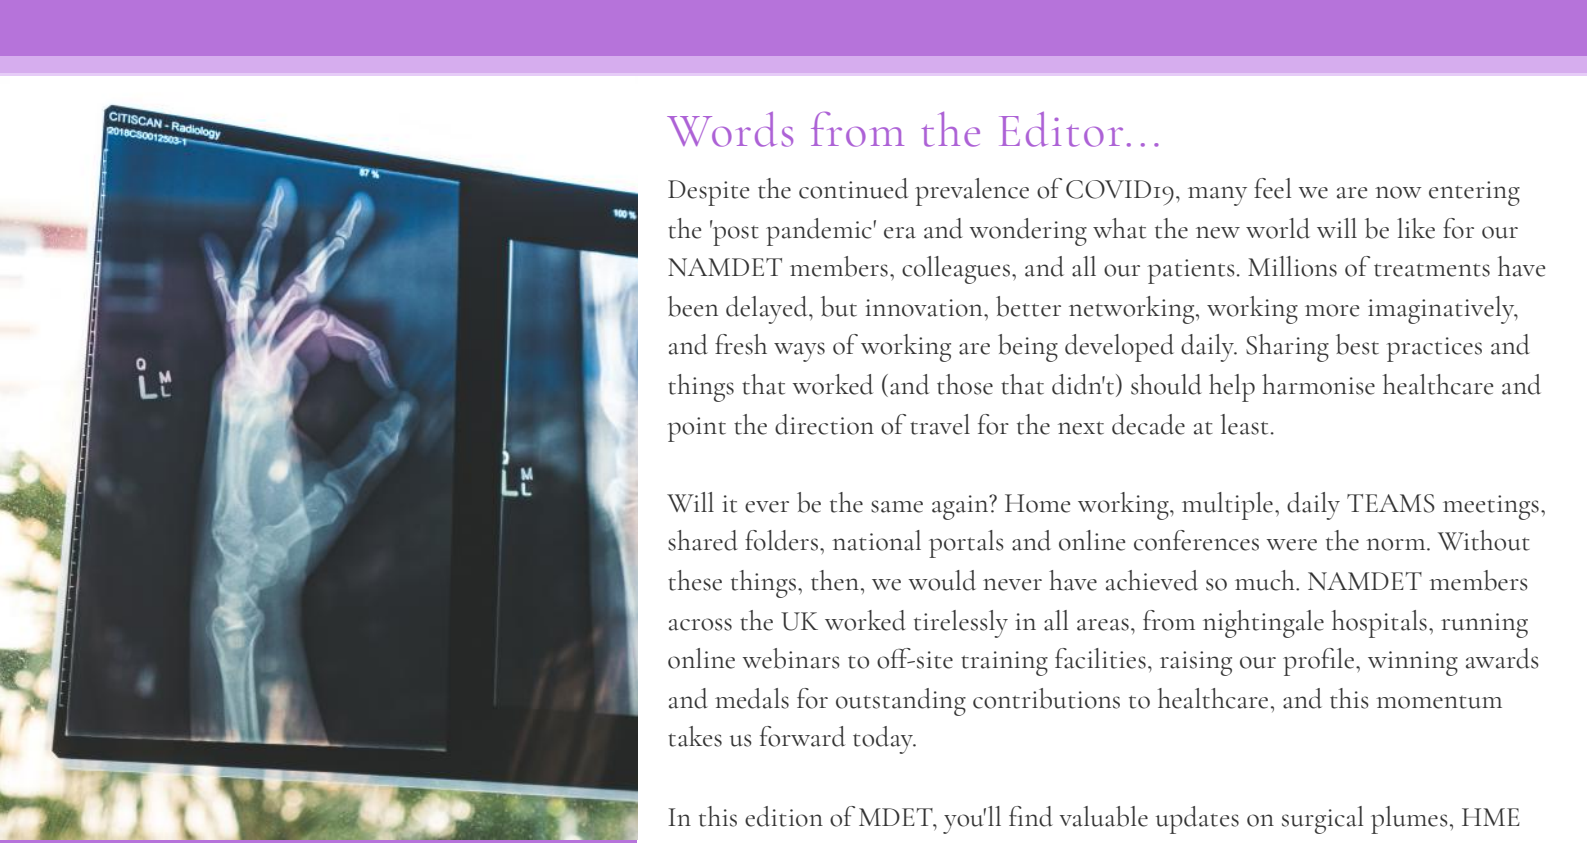 CITISCAN - Radiology
2018CS0012503-1
87 %
100 %
Q
L M
L
L M
L
Words from the Editor...
Despite the continued prevalence of COVID19, many feel we are now entering
the 'post pandemic' era and wondering what the new world will be like for our
NAMDET members, colleagues, and all our patients. Millions of treatments have
been delayed, but innovation, better networking, working more imaginatively,
and fresh ways of working are being developed daily. Sharing best practices and
things that worked (and those that didn't) should help harmonise healthcare and
point the direction of travel for the next decade at least.
Will it ever be the same again? Home working, multiple, daily TEAMS meetings,
shared folders, national portals and online conferences were the norm. Without
these things, then, we would never have achieved so much. NAMDET members
across the UK worked tirelessly in all areas, from nightingale hospitals, running
online webinars to off-site training facilities, raising our profile, winning awards
and medals for outstanding contributions to healthcare, and this momentum
takes us forward today.
In this edition of MDET, you'll find valuable updates on surgical plumes, HME